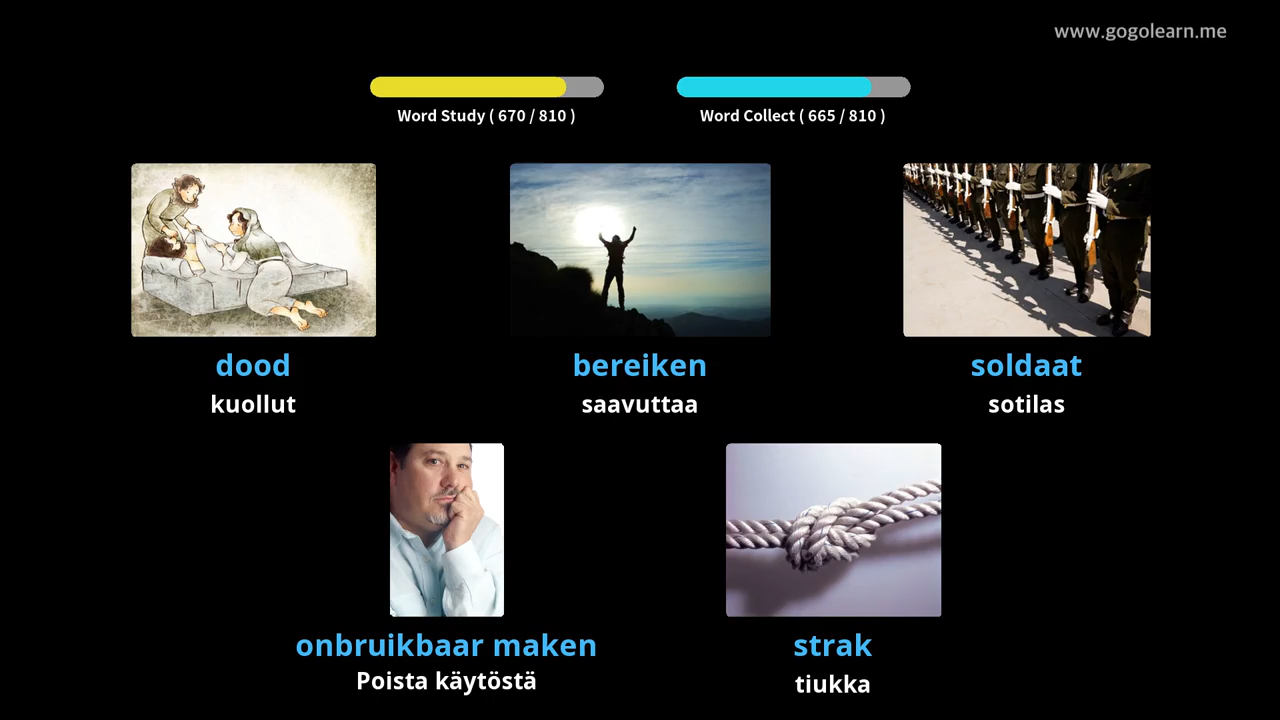 www.gogolearn.me
Word Study ( 670 / 810 )
Word Collect ( 665 / 810 )
dood
kuollut
bereiken
saavuttaa
soldaat
sotilas
onbruikbaar maken
Poista käytöstä
strak
tiukka